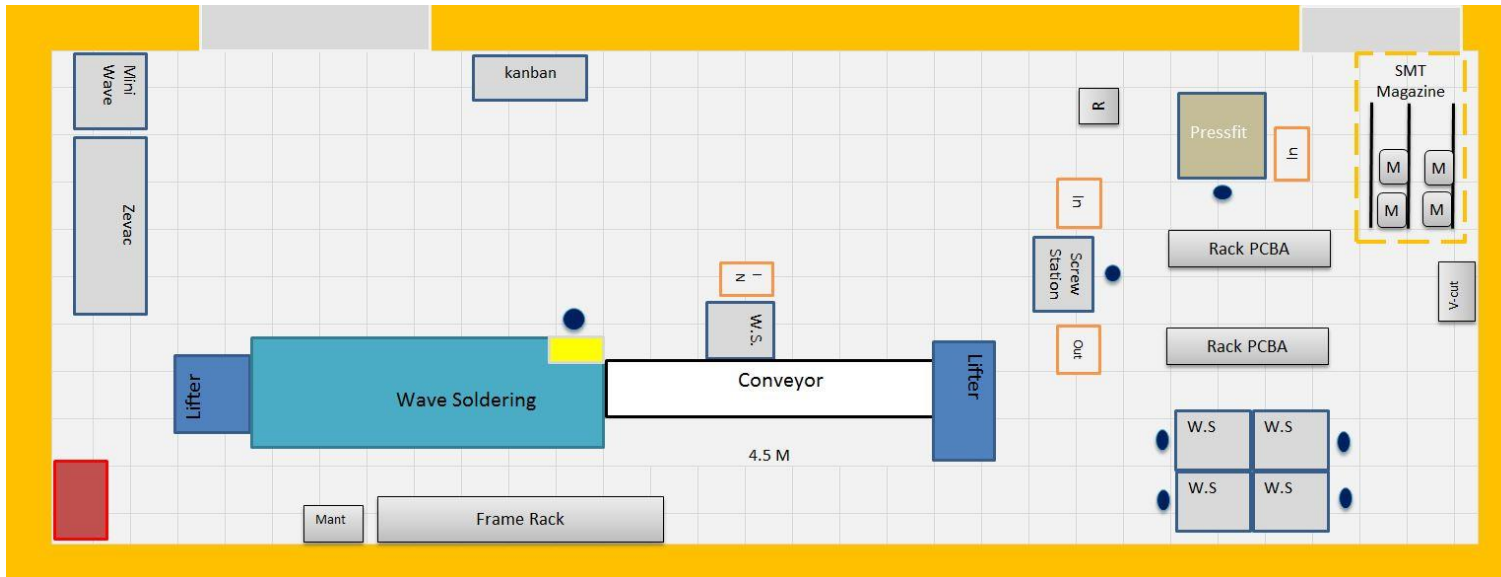 Mini
Wave
kanban
SMT
Magazine
R
Pressfit
In
M
M
M
M
Zevac
In
Rack PCBA
Screw
Station
I
N
V-cut
W.S.
Out
Rack PCBA
Lifter
Wave Soldering
Conveyor
Lifter
4.5 M
W.S
W.S
W.S
W.S
Mant
Frame Rack